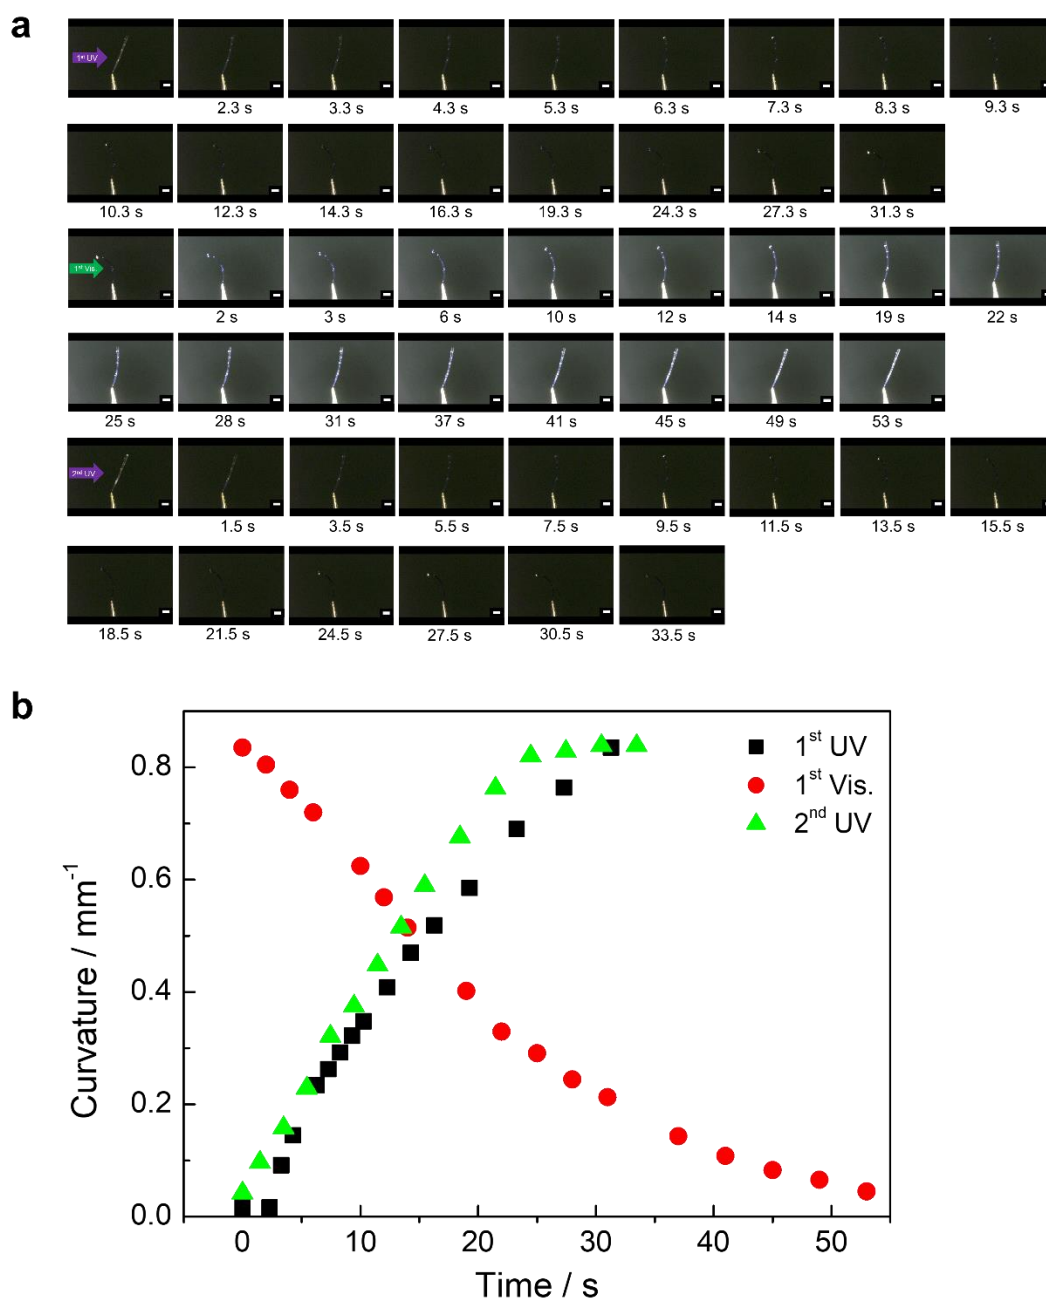 a
1st UV
2.3 s 3.3 s 4.3 s 5.3 s 6.3 s 7.3 s 8.3 s 9.3 s
10.3 s 12.3 s 14.3 s 16.3 s 19.3 s 24.3 s 27.3 s 31.3 s
1st Vis.
2 s 3 s 6 s 10 s 12 s 14 s 19 s 22 s
25 s 28 s 31 s 37 s 41 s 45 s 49 s 53 s
2nd UV
1.5 s 3.5 s 5.5 s 7.5 s 9.5 s 11.5 s 13.5 s 15.5 s
18.5 s 21.5 s 24.5 s 27.5 s 30.5 s 33.5 s
b
1st UV
1st Vis.
2nd UV
0.8
0.6
0.4
0.2
0.0
Curvature / mm-1
0 10 20 30 40 50
Time / s